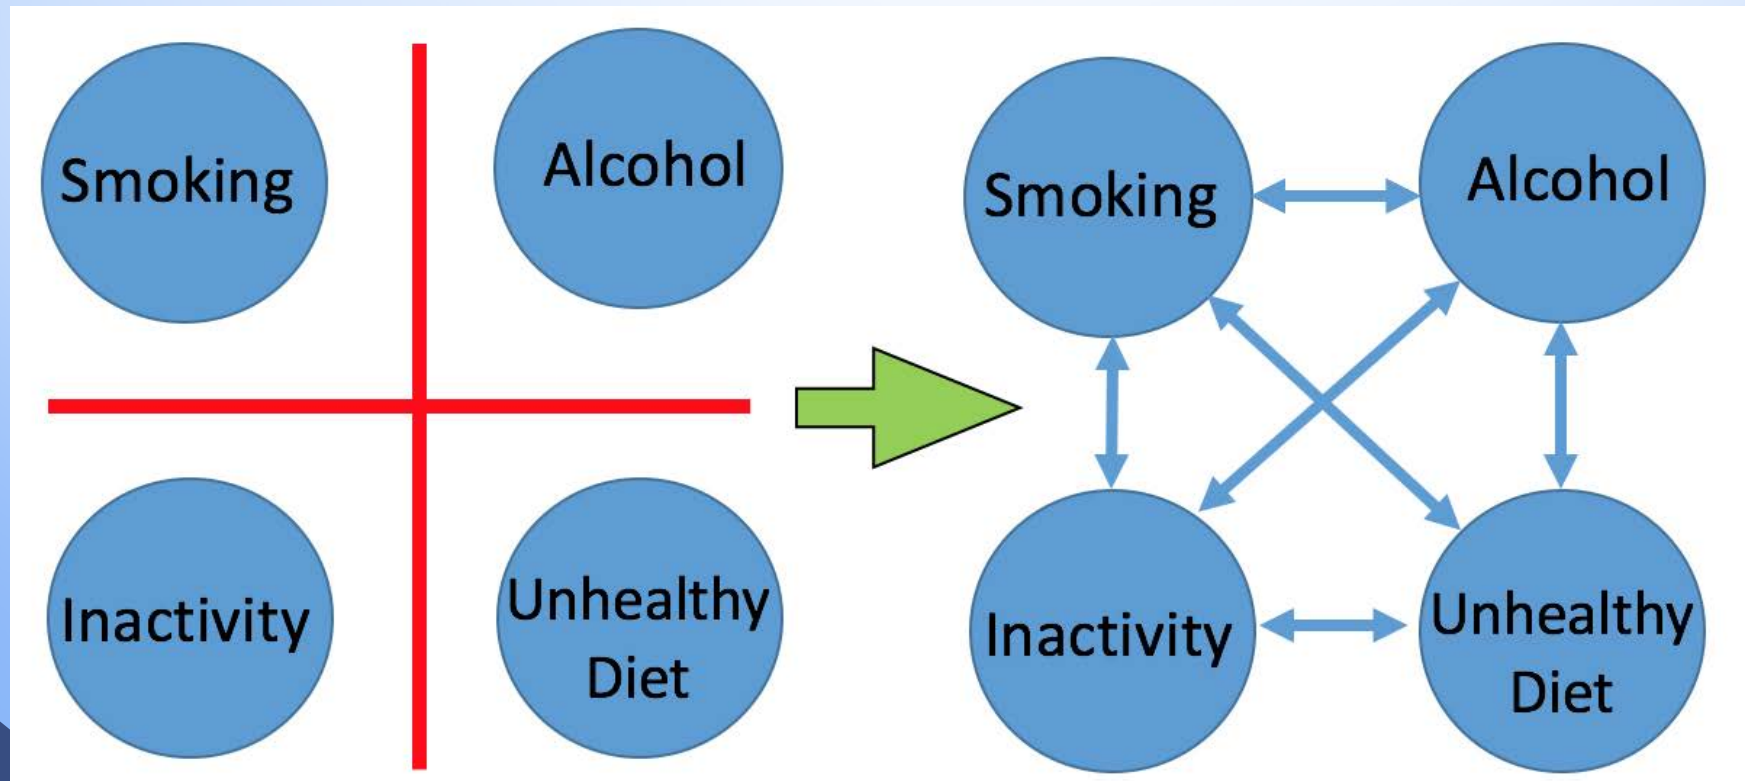 Smoking
Alcohol
Inactivity
Unhealthy
Diet
Smoking
Alcohol
Inactivity
Unhealthy
Diet